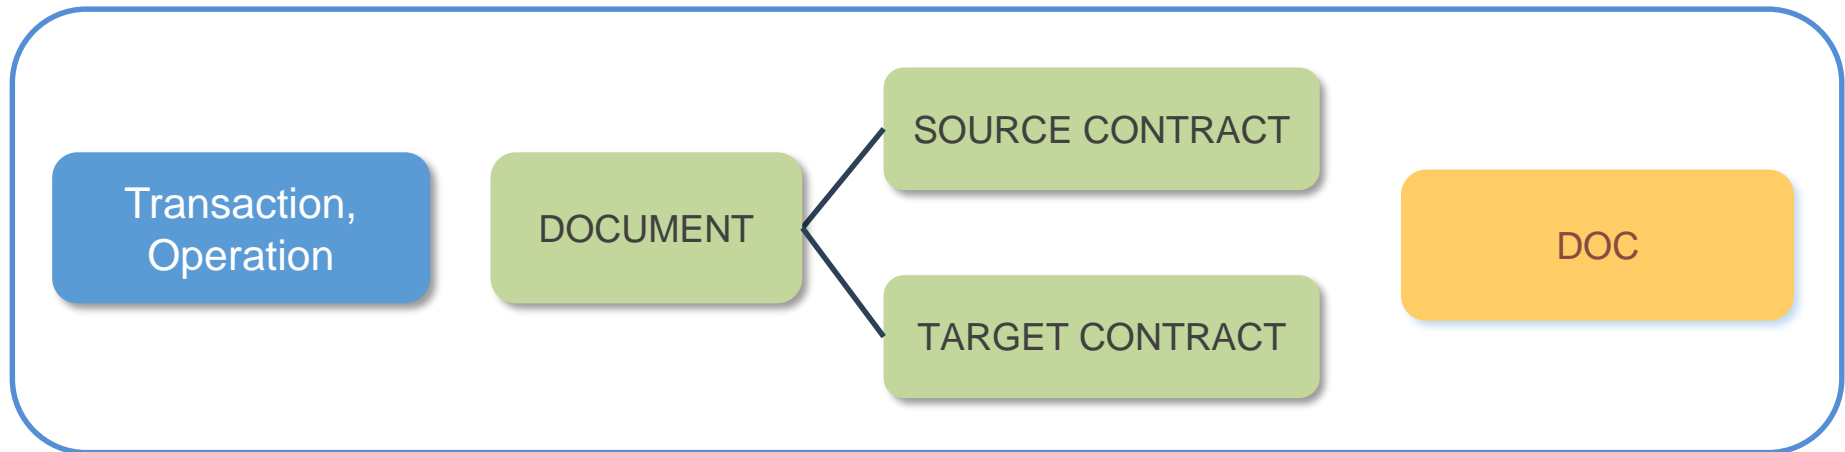 Transaction,
Operation
DOCUMENT
SOURCE CONTRACT
TARGET CONTRACT
DOC